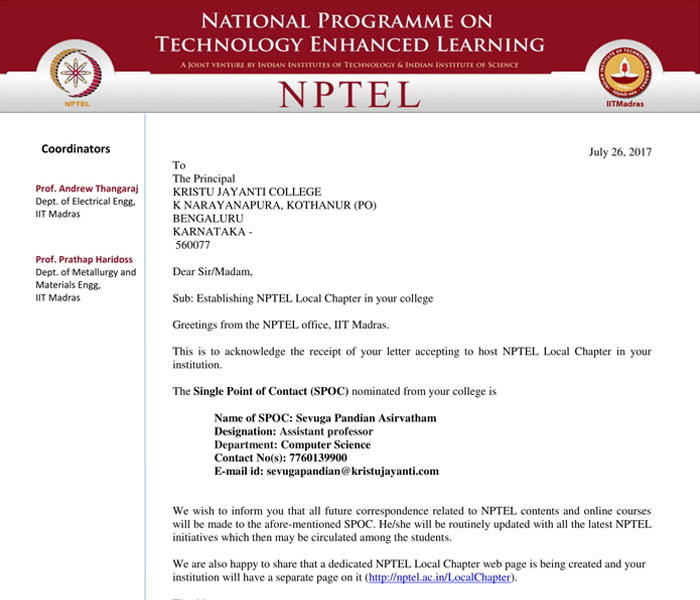 NATIONAL PROGRAMME ON
TECHNOLOGY ENHANCED LEARNING
A JOINT VENTURE BY INDIAN INSTITUTES OF TECHNOLOGY & INDIAN INSTITUTE OF SCIENCE
NPTEL
NPTEL
IITMadras
Coordinators
Prof. Andrew Thangaraj
Dept. of Electrical Engg,
IIT Madras
Prof. Prathap Haridoss
Dept. of Metallurgy and
Materials Engg,
IIT Madras
July 26, 2017
To
The Principal
KRISTU JAYANTI COLLEGE
K NARAYANAPURA, KOTHANUR (PO)
BENGALURU
KARNATAKA -
560077
Dear Sir/Madam,
Sub: Establishing NPTEL Local Chapter in your college
Greetings from the NPTEL office, IIT Madras.
This is to acknowledge the receipt of your letter accepting to host NPTEL Local Chapter in your
institution.
The Single Point of Contact (SPOC) nominated from your college is
Name of SPOC: Sevuga Pandian Asirvatham
Designation: Assistant professor
Department: Computer Science
Contact No(s): 7760139900
E-mail id: sevugapandian@kristujayanti.com
We wish to inform you that all future correspondence related to NPTEL contents and online courses
will be made to the afore-mentioned SPOC. He/she will be routinely updated with all the latest NPTEL
initiatives which then may be circulated among the students.
We are also happy to share that a dedicated NPTEL Local Chapter web page is being created and your
institution will have a separate page on it (http://nptel.ac.in/LocalChapter).